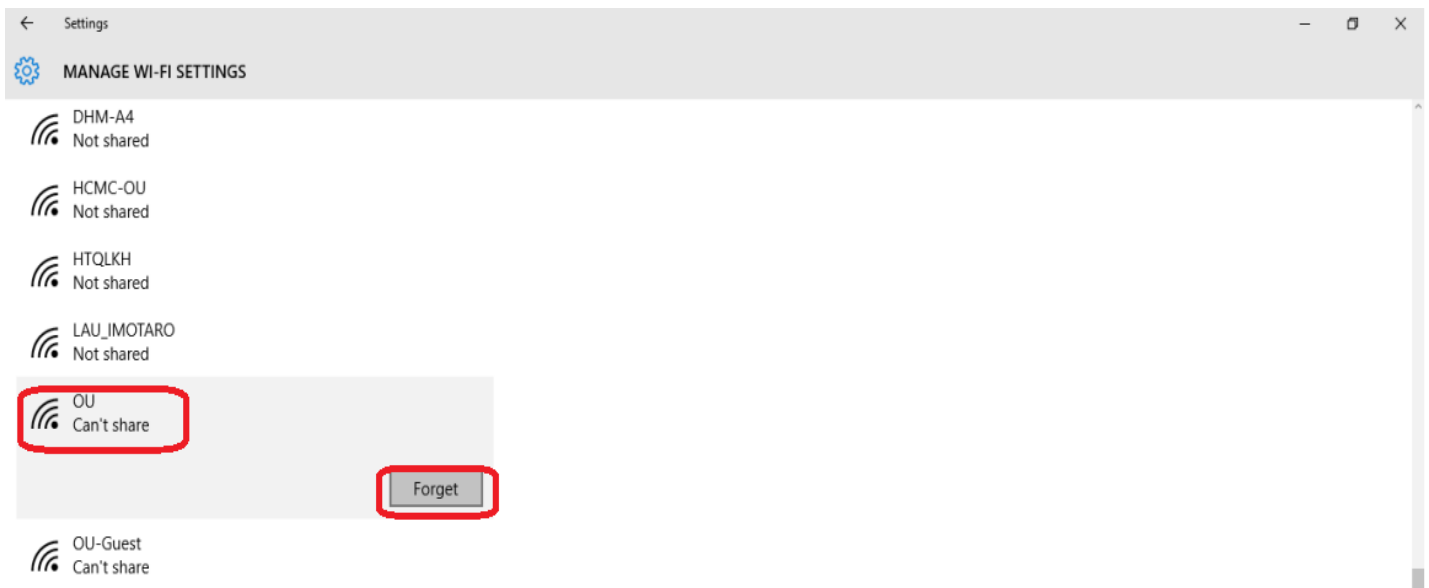 Settings
MANAGE WI-FI SETTINGS
DHM-A4
Not shared
HCMC-OU
Not shared
HTQLKH
Not shared
LAU_IMOTARO
Not shared
OU
Can't share
Forget
OU-Guest
Can't share